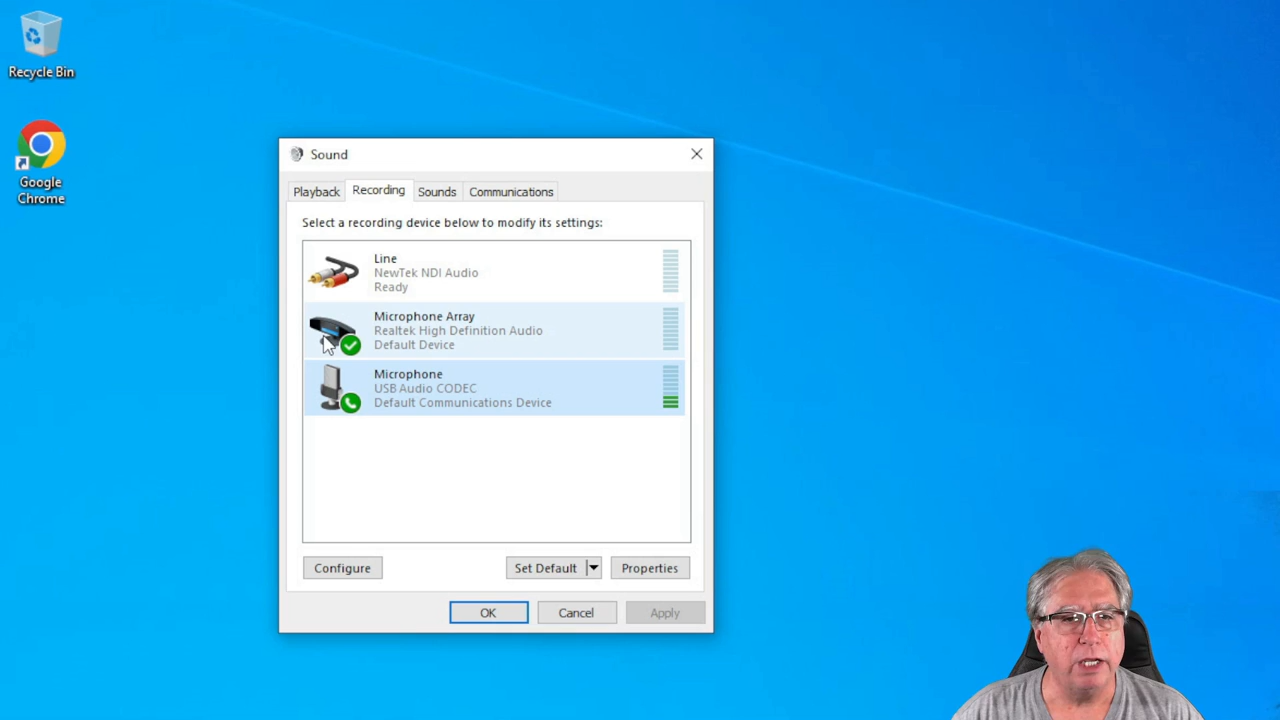 Recycle Bin
Google
Chrome
Sound
Playback Recording Sounds Communications
Select a recording device below to modify its settings:
Line
NewTek NDI Audio
Ready
Microphone Array
Realtek High Definition Audio
Default Device
Microphone
USB Audio CODEC
Default Communications Device
Configure Set Default Properties
OK Cancel Apply